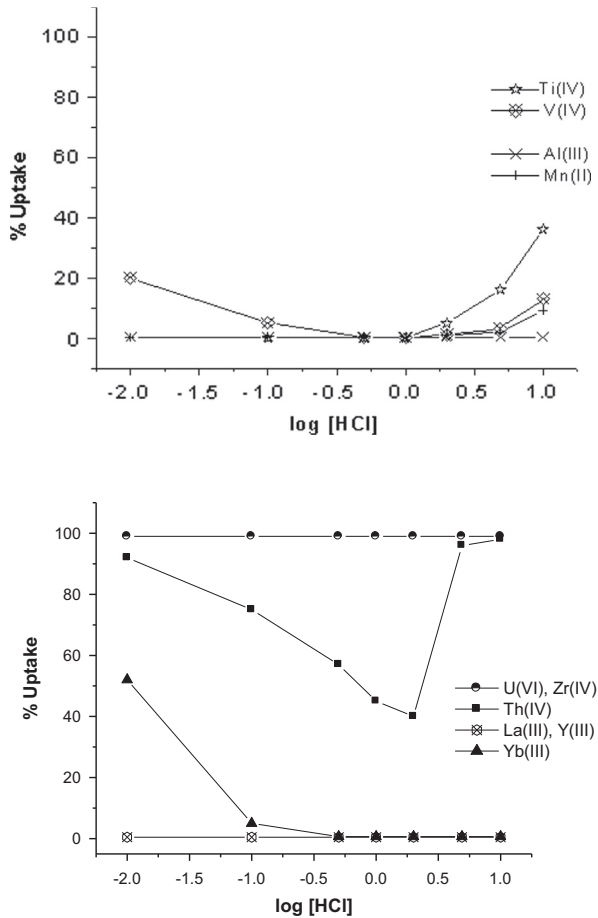 100
80
60
40
20
0
% Uptake
Ti(IV)
V(IV)
Al(III)
Mn(II)
-2.0 -1.5 -1.0 -0.5 0.0 0.5 1.0
log [HCl]
100
80
60
40
20
0
% Uptake
U(VI), Zr(IV)
Th(IV)
La(III), Y(III)
Yb(III)
-2.0 -1.5 -1.0 -0.5 0.0 0.5 1.0
log [HCl]